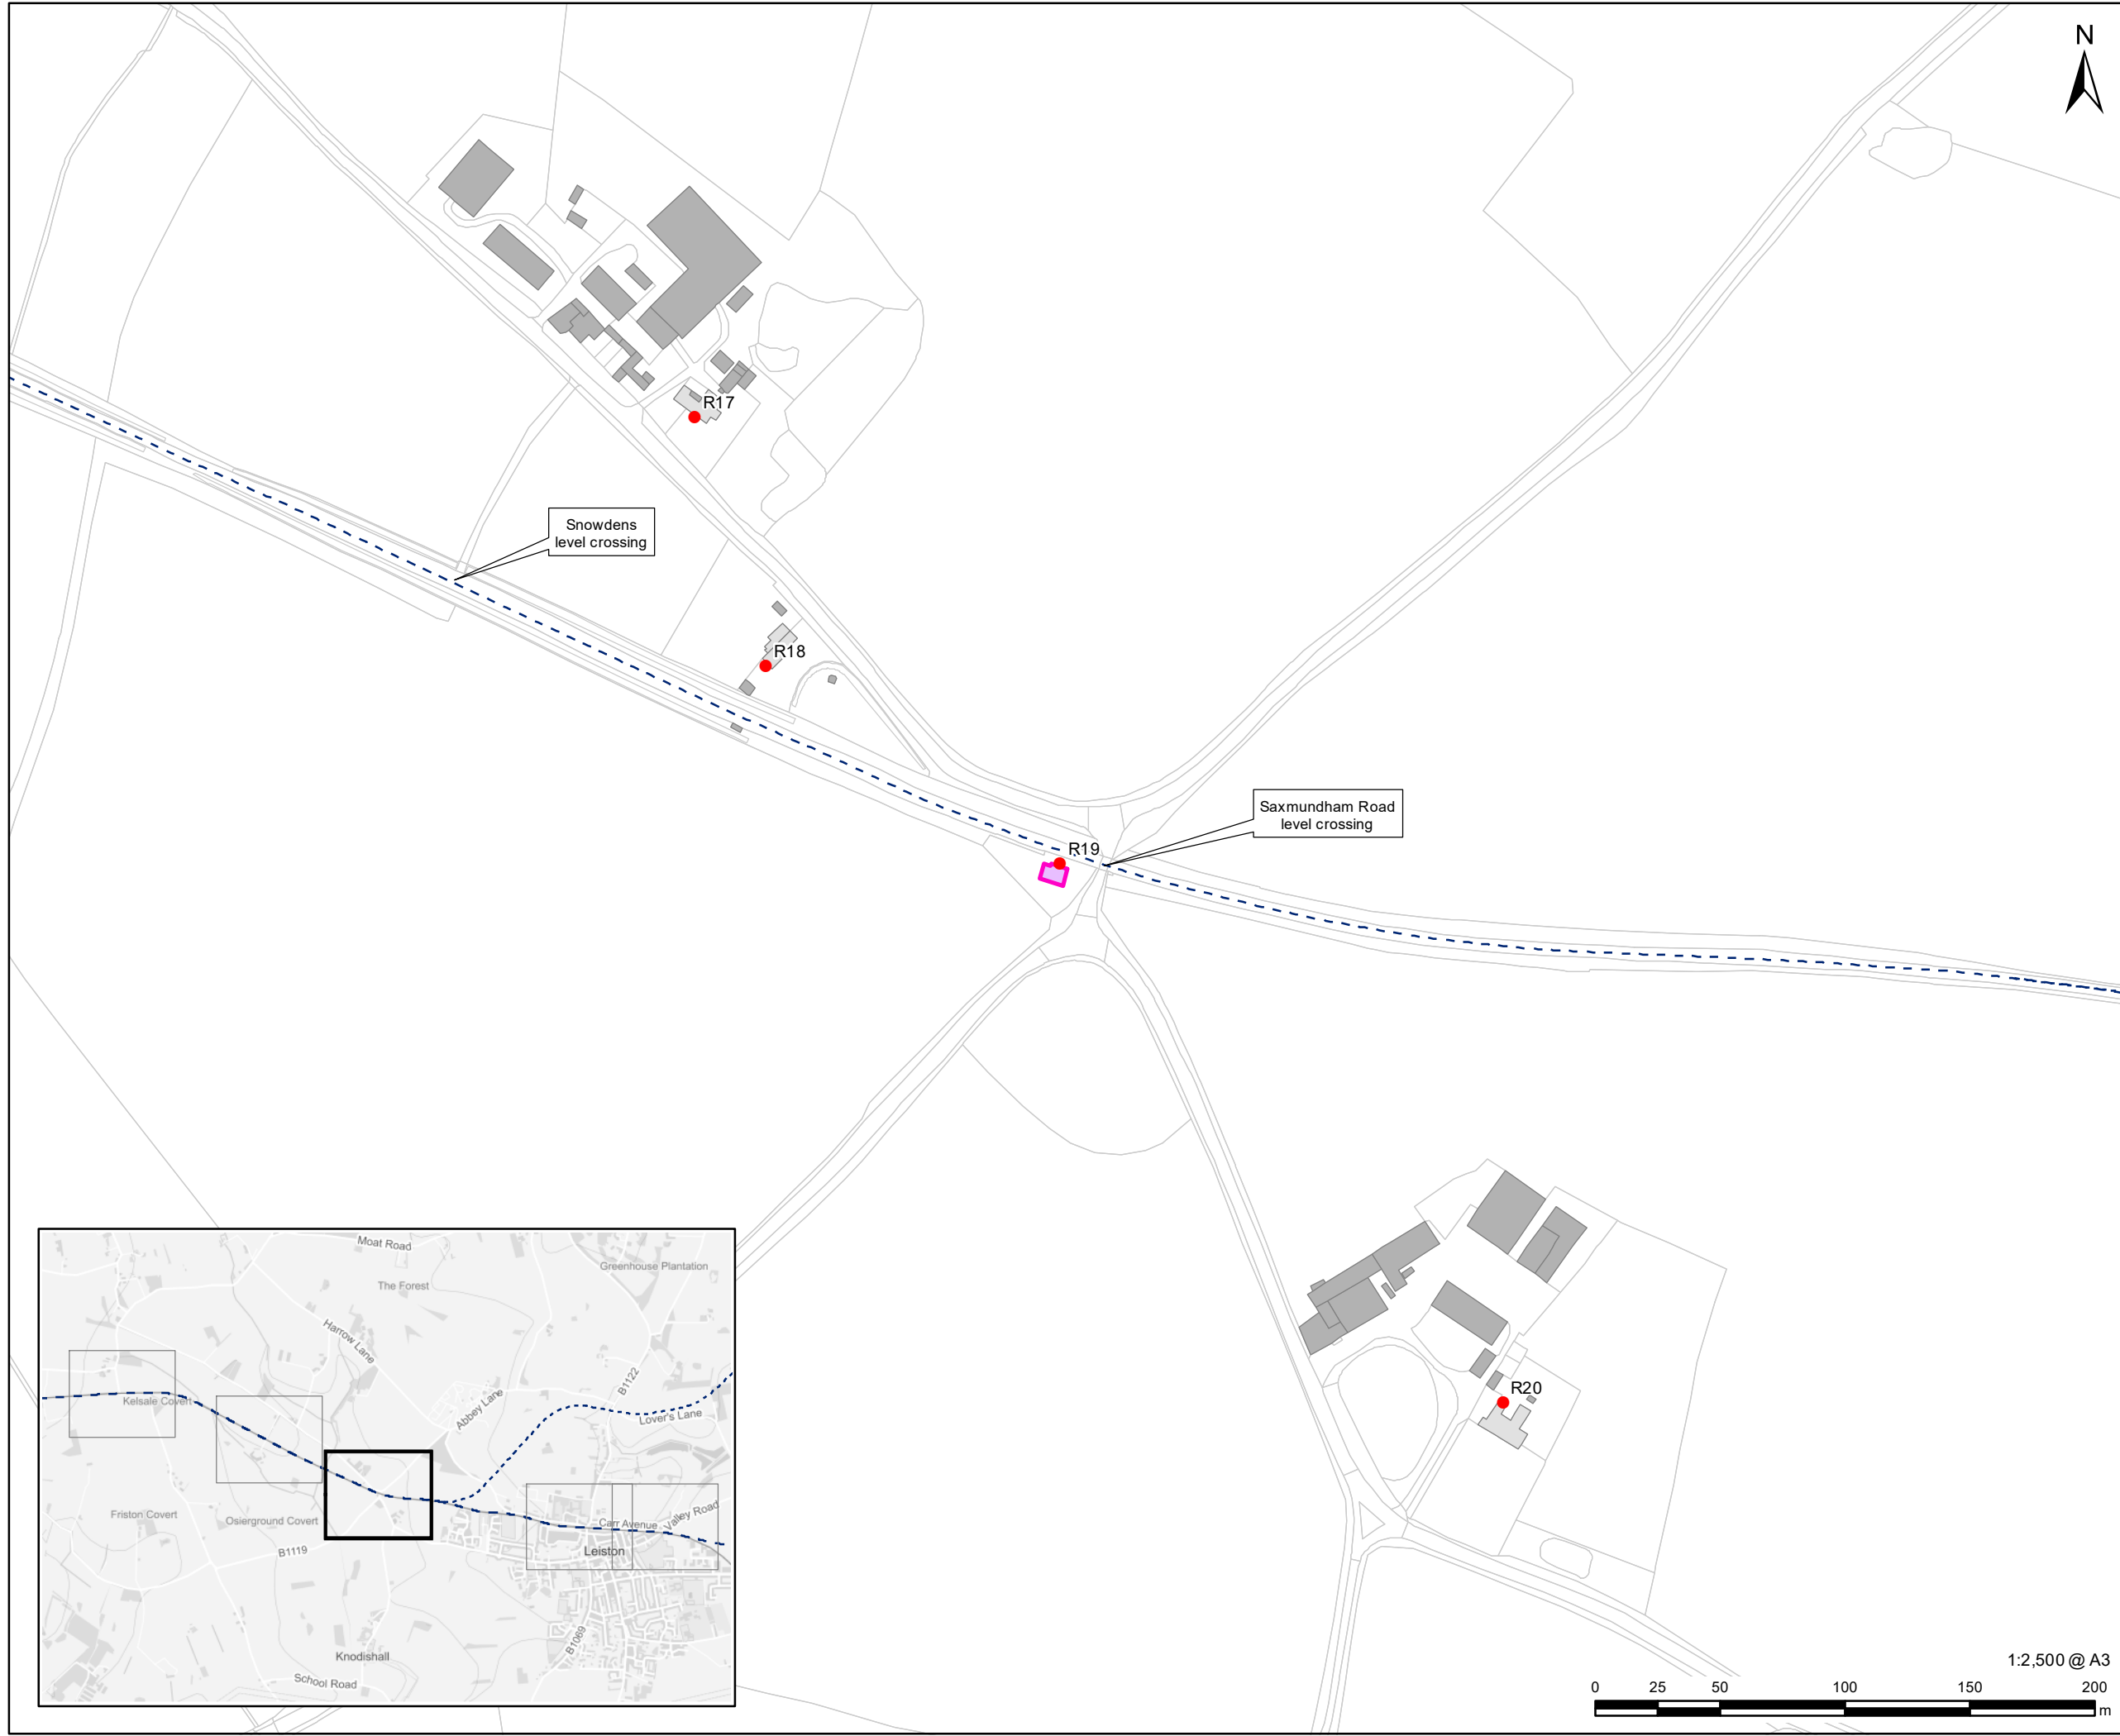 N
R17
Snowdens
level crossing
R18
Saxmundham Road
level crossing
R19
R20
Moat Road
Greenhouse Plantation
The Forest
Harrow Lane
B1122
Abbey Lane
Kelsale Covert
Lover's Lane
Friston Covert
Osierground Covert
Carr Avenue
Valley Road
Leiston
B1119
B1069
Knodishall
School Road
1:2,500 @ A3
0 25 50 100 150 200
m